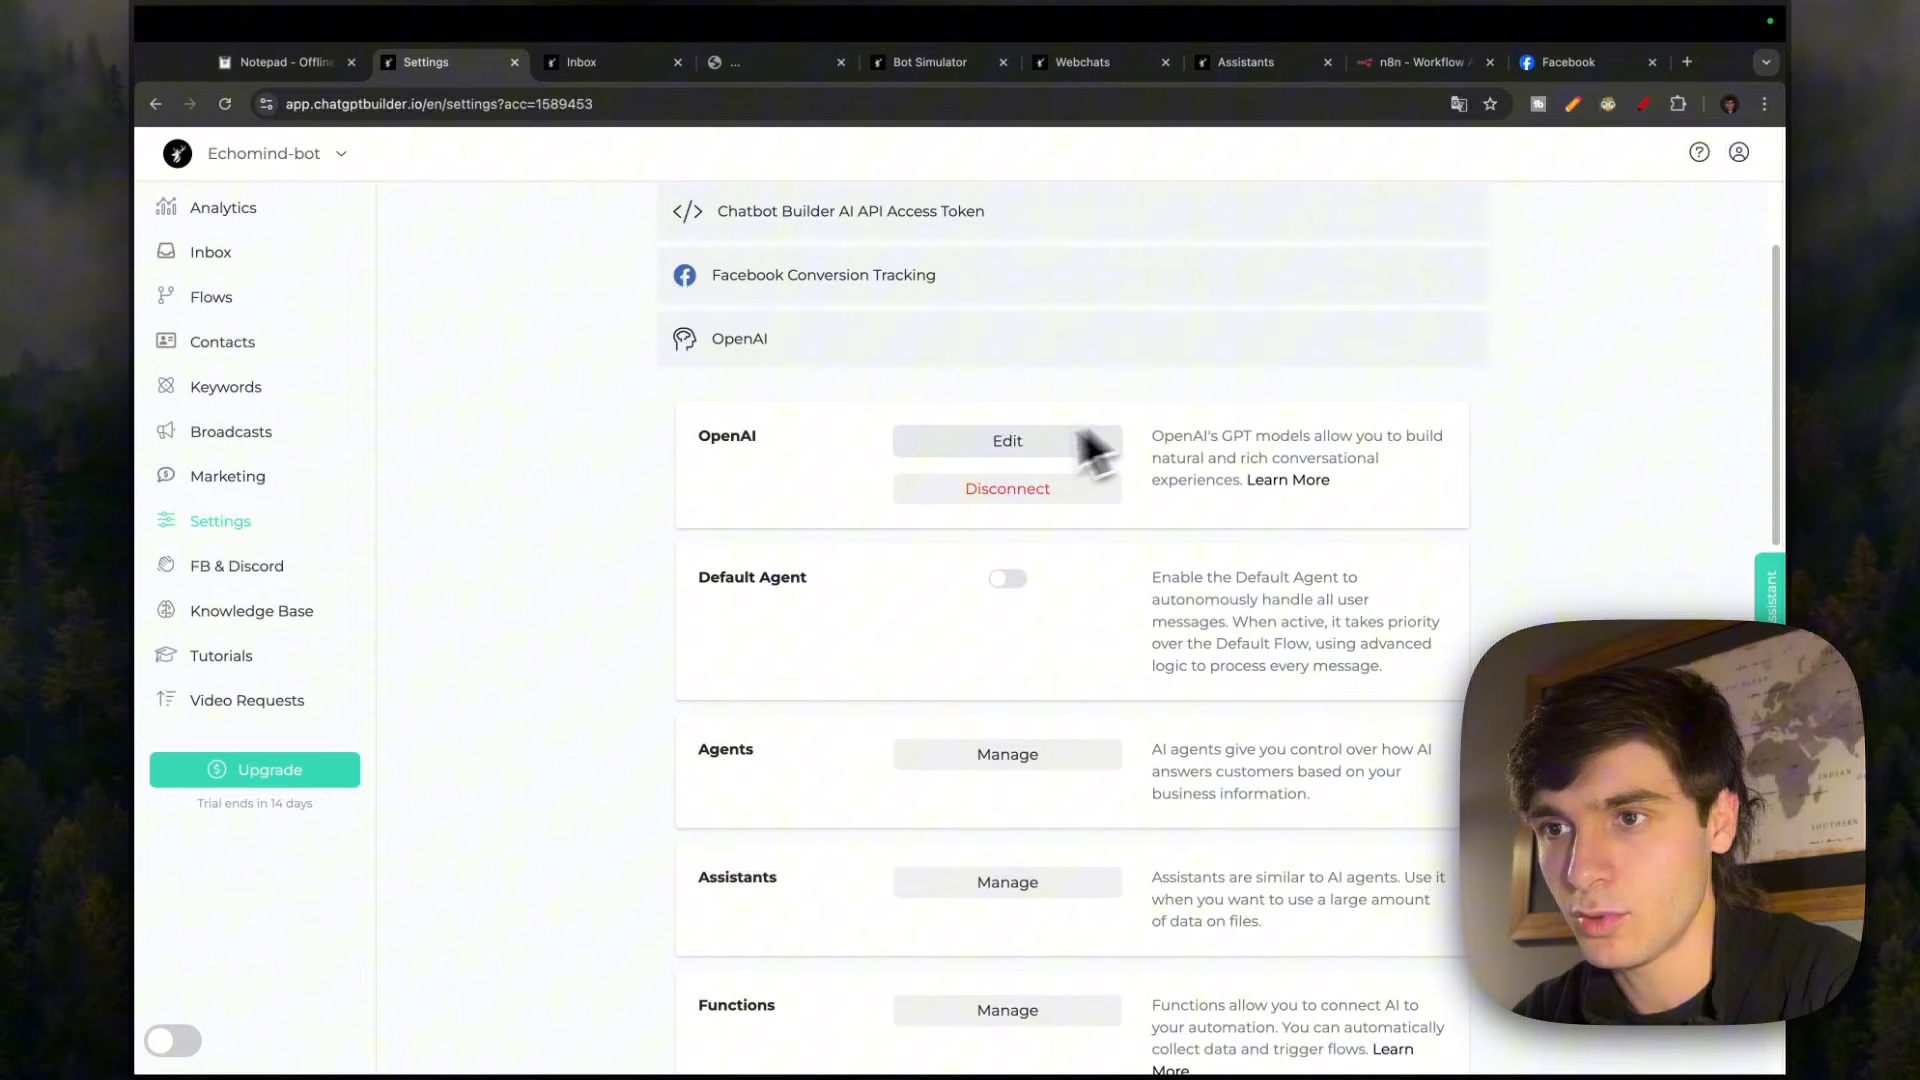 Notepad - Offlin
Settings
Inbox
...
Bot Simulator
Webchats
Assistants
n8n - Workflow A
Facebook
app.chatgptbuilder.io/en/settings?acc=1589453
Echomind-bot
Analytics
Inbox
Flows
Contacts
Keywords
Broadcasts
Marketing
Settings
FB & Discord
Knowledge Base
Tutorials
Video Requests
Upgrade
Trial ends in 14 days
Chatbot Builder AI API Access Token
Facebook Conversion Tracking
OpenAI
OpenAI
Edit
Disconnect
OpenAI's GPT models allow you to build
natural and rich conversational
experiences. Learn More
Default Agent
Enable the Default Agent to
autonomously handle all user
messages. When active, it takes priority
over the Default Flow, using advanced
logic to process every message.
Agents
Manage
AI agents give you control over how AI
answers customers based on your
business information.
Assistants
Manage
Assistants are similar to AI agents. Use it
when you want to use a large amount
of data on files.
Functions
Manage
Functions allow you to connect AI to
your automation. You can automatically
collect data and trigger flows. Learn
More
ssistant
INDIAN
SOUTHERN